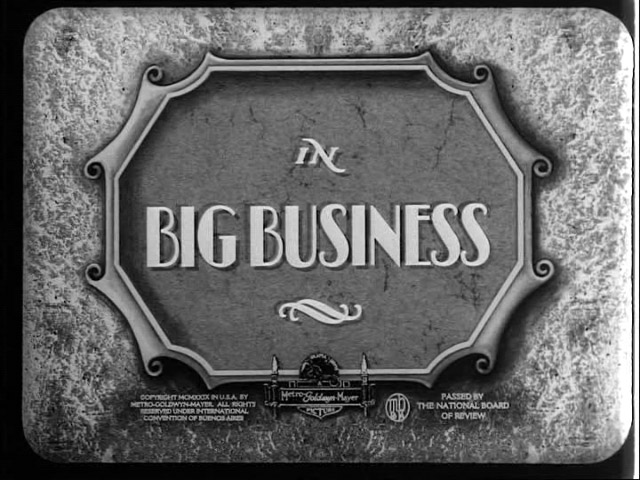 IN
BIG BUSINESS
COPYRIGHT MCMXXIX IN U.S.A. BY
METRO-GOLDWYN-MAYER. ALL RIGHTS
RESERVED UNDER INTERNATIONAL
CONVENTION OF BUENOS AIRES
Metro-Goldwyn-Mayer
PICTURE
PASSED BY
THE NATIONAL BOARD
OF REVIEW